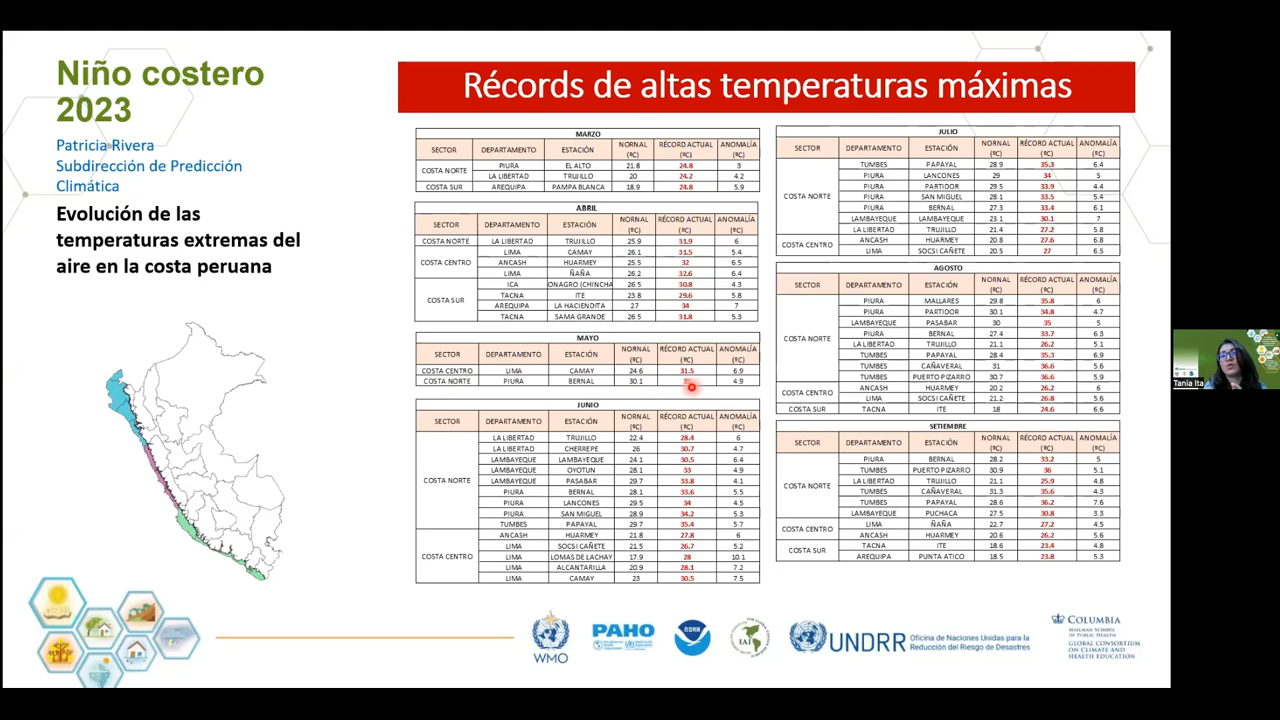 Niño costero
2023
Patricia Rivera
Subdirección de Predicción
Climática
Evolución de las
temperaturas extremas del
aire en la costa peruana
Récords de altas temperaturas máximas
MARZO
SECTOR DEPARTAMENTO ESTACIÓN NORMAL (ºC) RÉCORD ACTUAL (ºC) ANOMALÍA (ºC)
COSTA NORTE PIURA EL ALTO 21.8 24.8 3
LA LIBERTAD TRUJILLO 20 24.2 4.2
COSTA SUR AREQUIPA PAMPA BLANCA 18.9 24.8 5.9
ABRIL
SECTOR DEPARTAMENTO ESTACIÓN NORMAL (ºC) RÉCORD ACTUAL (ºC) ANOMALÍA (ºC)
COSTA NORTE LA LIBERTAD TRUJILLO 25.9 31.9 6
COSTA CENTRO LIMA CAMAY 26.1 31.5 5.4
ANCASH HUARMEY 25.5 32 6.5
LIMA ÑAÑA 26.2 32.6 6.4
COSTA SUR ICA ONAGRO (CHINCHA 26.5 30.8 4.3
TACNA ITE 23.8 29.6 5.8
AREQUIPA LA HACIENDITA 27 34 7
TACNA SAMA GRANDE 26.5 31.8 5.3
MAYO
SECTOR DEPARTAMENTO ESTACIÓN NORMAL (ºC) RÉCORD ACTUAL (ºC) ANOMALÍA (ºC)
COSTA CENTRO LIMA CAMAY 24.6 31.5 6.9
COSTA NORTE PIURA BERNAL 30.1 4.9
JUNIO
SECTOR DEPARTAMENTO ESTACIÓN NORMAL (ºC) RÉCORD ACTUAL (ºC) ANOMALÍA (ºC)
COSTA NORTE LA LIBERTAD TRUJILLO 22.4 28.4 6
LA LIBERTAD CHERREPE 26 30.7 4.7
LAMBAYEQUE LAMBAYEQUE 24.1 30.5 6.4
LAMBAYEQUE OYOTUN 28.1 33 4.9
LAMBAYEQUE PASABAR 29.7 33.8 4.1
PIURA BERNAL 28.1 33.6 5.5
PIURA LANCONES 29.5 34 4.5
PIURA SAN MIGUEL 28.9 34.2 5.3
TUMBES PAPAYAL 29.7 35.4 5.7
COSTA CENTRO ANCASH HUARMEY 21.8 27.8 6
LIMA SOCSI CAÑETE 21.5 26.7 5.2
LIMA LOMAS DE LACHAY 17.9 28 10.1
LIMA ALCANTARILLA 20.9 28.1 7.2
LIMA CAMAY 23 30.5 7.5
JULIO
SECTOR DEPARTAMENTO ESTACIÓN NORMAL (ºC) RÉCORD ACTUAL (ºC) ANOMALÍA (ºC)
COSTA NORTE TUMBES PAPAYAL 28.9 35.3 6.4
PIURA LANCONES 29 34 5
PIURA PARTIDOR 29.5 33.9 4.4
PIURA SAN MIGUEL 28.1 33.5 5.4
PIURA BERNAL 27.3 33.4 6.1
LAMBAYEQUE LAMBAYEQUE 23.1 30.1 7
LA LIBERTAD TRUJILLO 21.4 27.2 5.8
COSTA CENTRO ANCASH HUARMEY 20.8 27.6 6.8
LIMA SOCSI CAÑETE 20.5 27 6.5
AGOSTO
SECTOR DEPARTAMENTO ESTACIÓN NORMAL (ºC) RÉCORD ACTUAL (ºC) ANOMALÍA (ºC)
COSTA NORTE PIURA MALLARES 29.8 35.8 6
PIURA PARTIDOR 30.1 34.8 4.7
LAMBAYEQUE PASABAR 30 35 5
PIURA BERNAL 27.4 33.7 6.3
LA LIBERTAD TRUJILLO 21.1 26.2 5.1
TUMBES PAPAYAL 28.4 35.3 6.9
TUMBES CAÑAVERAL 31 36.6 5.6
TUMBES PUERTO PIZARRO 30.7 36.6 5.9
COSTA CENTRO ANCASH HUARMEY 20.2 26.2 6
LIMA SOCSI CAÑETE 21.2 26.8 5.6
COSTA SUR TACNA ITE 18 24.6 6.6
SETIEMBRE
SECTOR DEPARTAMENTO ESTACIÓN NORMAL (ºC) RÉCORD ACTUAL (ºC) ANOMALÍA (ºC)
COSTA NORTE PIURA BERNAL 28.2 33.2 5
TUMBES PUERTO PIZARRO 30.9 36 5.1
LA LIBERTAD TRUJILLO 21.1 25.9 4.8
TUMBES CAÑAVERAL 31.3 35.6 4.3
TUMBES PAPAYAL 28.6 36.2 7.6
LAMBAYEQUE PUCHACA 27.5 30.8 3.3
COSTA CENTRO LIMA ÑAÑA 22.7 27.2 4.5
ANCASH HUARMEY 20.6 26.2 5.6
COSTA SUR TACNA ITE 18.6 23.4 4.8
AREQUIPA PUNTA ATICO 18.5 23.8 5.3
WMO
PAHO
NOAA
IAI
UNDRR
Oficina de Naciones Unidas para la
Reducción del Riesgo de Desastres
COLUMBIA
MAILMAN SCHOOL
OF PUBLIC HEALTH
GLOBAL CONSORTIUM
ON CLIMATE AND
HEALTH EDUCATION
Tania Ita